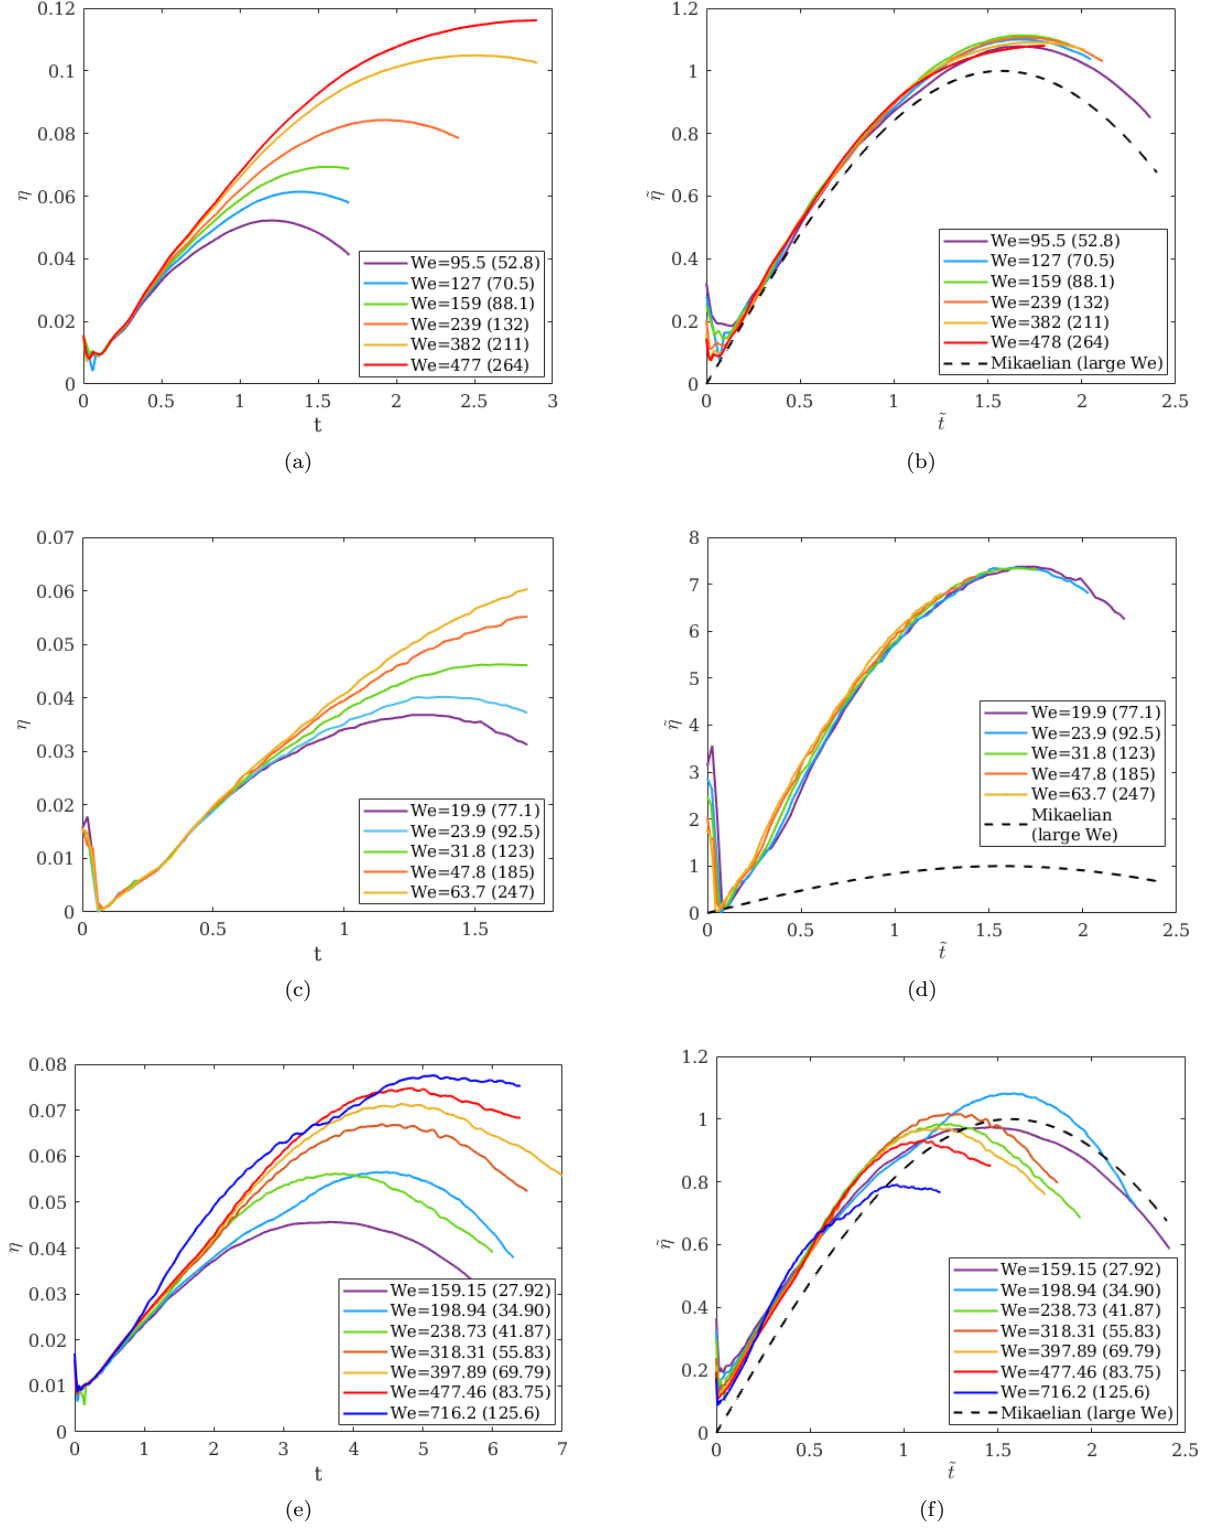 0.12
0.1
0.08
0.06
0.04
0.02
0
η
0
0.5
1
1.5
2
2.5
3
t
We=95.5 (52.8)
We=127 (70.5)
We=159 (88.1)
We=239 (132)
We=382 (211)
We=477 (264)
(a)
1.2
1
0.8
0.6
0.4
0.2
0
η̃
0
0.5
1
1.5
2
2.5
t̃
We=95.5 (52.8)
We=127 (70.5)
We=159 (88.1)
We=239 (132)
We=382 (211)
We=478 (264)
Mikaelian (large We)
(b)
0.07
0.06
0.05
0.04
0.03
0.02
0.01
0
η
0
0.5
1
1.5
t
We=19.9 (77.1)
We=23.9 (92.5)
We=31.8 (123)
We=47.8 (185)
We=63.7 (247)
(c)
8
7
6
5
4
3
2
1
0
η̃
0
0.5
1
1.5
2
2.5
t̃
We=19.9 (77.1)
We=23.9 (92.5)
We=31.8 (123)
We=47.8 (185)
We=63.7 (247)
Mikaelian
(large We)
(d)
0.08
0.07
0.06
0.05
0.04
0.03
0.02
0.01
0
η
0
1
2
3
4
5
6
7
t
We=159.15 (27.92)
We=198.94 (34.90)
We=238.73 (41.87)
We=318.31 (55.83)
We=397.89 (69.79)
We=477.46 (83.75)
We=716.2 (125.6)
(e)
1.2
1
0.8
0.6
0.4
0.2
0
η̃
0
0.5
1
1.5
2
2.5
t̃
We=159.15 (27.92)
We=198.94 (34.90)
We=238.73 (41.87)
We=318.31 (55.83)
We=397.89 (69.79)
We=477.46 (83.75)
We=716.2 (125.6)
Mikaelian (large We)
(f)